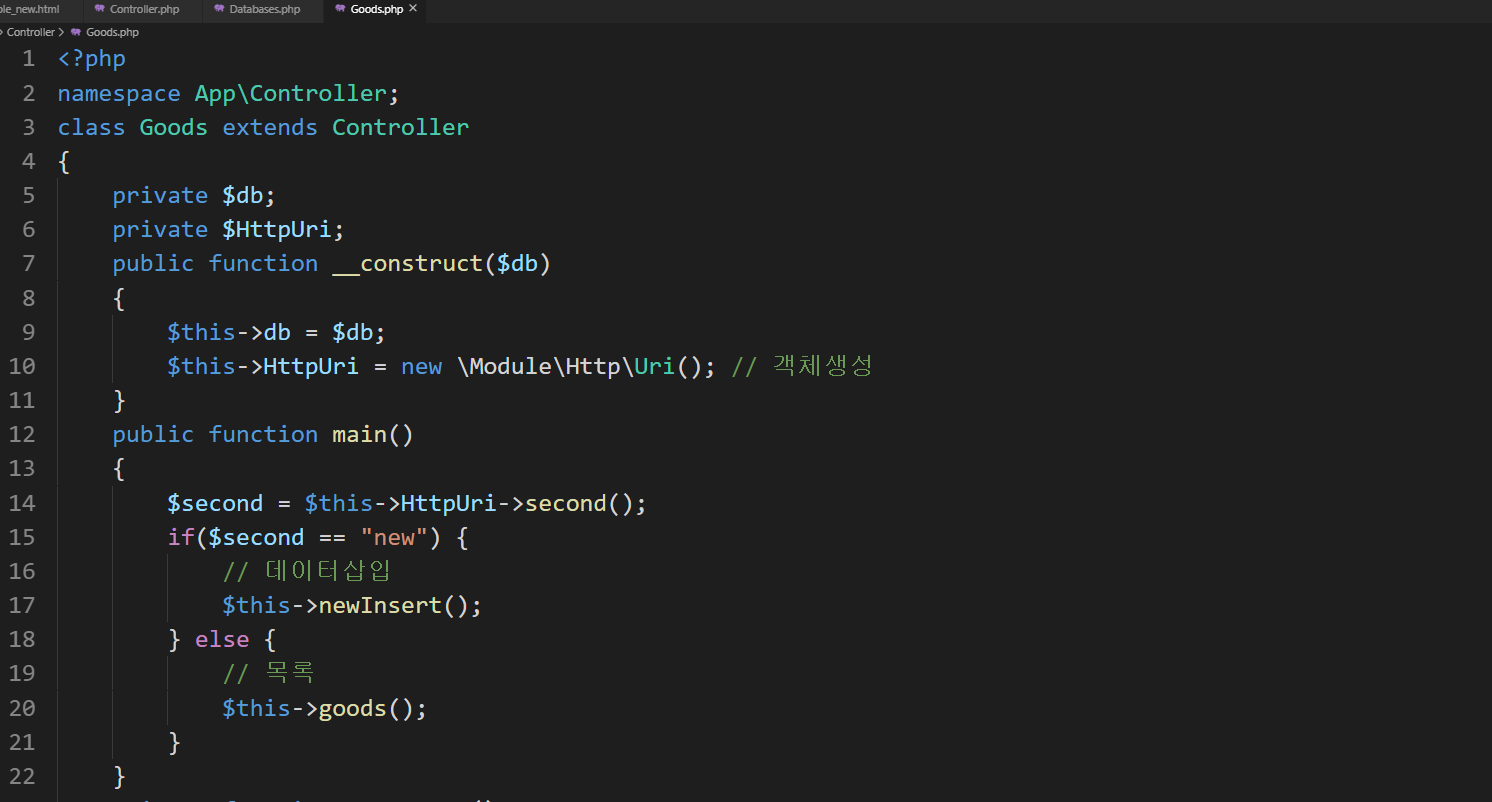 ole_new.html Controller.php Databases.php Goods.php ×
> Controller > Goods.php
1 <?php
2 namespace App\Controller;
3 class Goods extends Controller
4 {
5     private $db;
6     private $HttpUri;
7     public function __construct($db)
8     {
9         $this->db = $db;
10         $this->HttpUri = new \Module\Http\Uri(); // 객체생성
11     }
12     public function main()
13     {
14         $second = $this->HttpUri->second();
15         if($second == "new") {
16             // 데이터삽입
17             $this->newInsert();
18         } else {
19             // 목록
20             $this->goods();
21         }
22     }